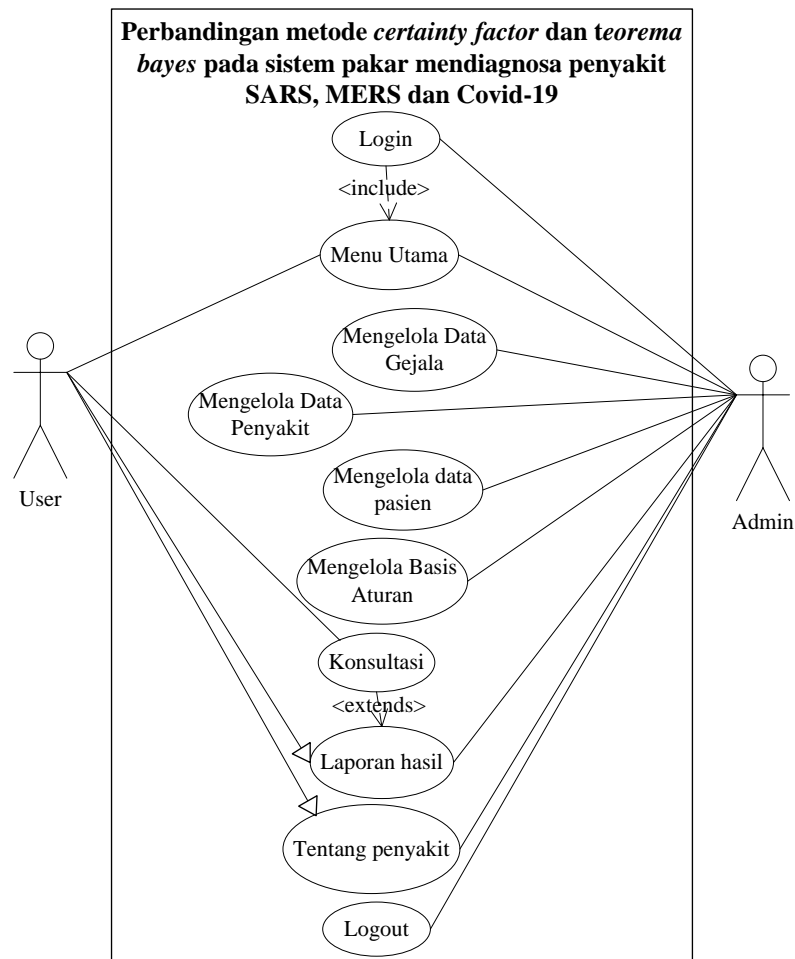 Perbandingan metode certainty factor dan teorema
bayes pada sistem pakar mendiagnosa penyakit
SARS, MERS dan Covid-19
Login
<include>
Menu Utama
Mengelola Data
Gejala
Mengelola Data
Penyakit
Mengelola data
pasien
User
Admin
Mengelola Basis
Aturan
Konsultasi
<extends>
Laporan hasil
Tentang penyakit
Logout